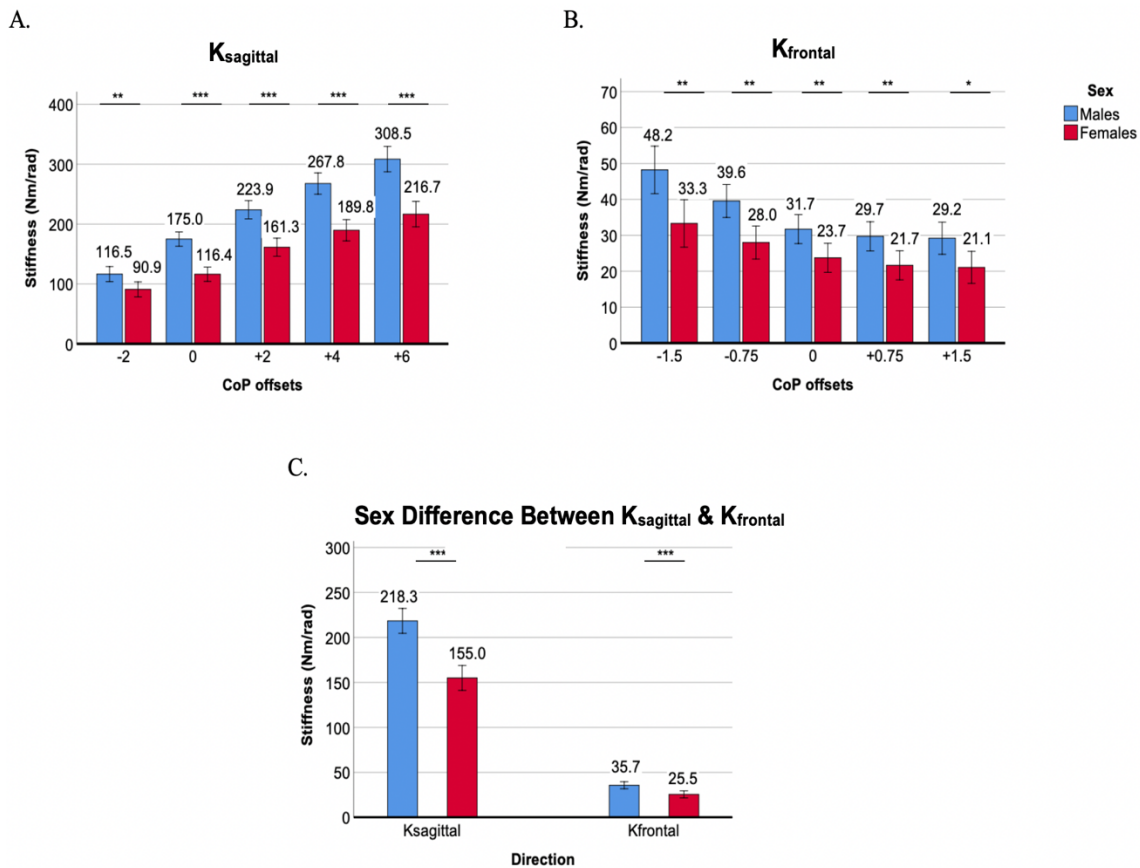 A.
Ksagittal
** *** *** *** ***
Stiffness (Nm/rad)
400
300
200
100
0
116.5 90.9 175.0 116.4 223.9 161.3 267.8 189.8 308.5 216.7
-2 0 +2 +4 +6
CoP offsets
B.
Kfrontal
** ** ** ** *
Stiffness (Nm/rad)
70
60
50
40
30
20
10
0
48.2 33.3 39.6 28.0 31.7 23.7 29.7 21.7 29.2 21.1
-1.5 -0.75 0 +0.75 +1.5
CoP offsets
Sex
Males
Females
C.
Sex Difference Between Ksagittal & Kfrontal
*** ***
Stiffness (Nm/rad)
300
250
200
150
100
50
0
218.3 155.0 35.7 25.5
Ksagittal Kfrontal
Direction